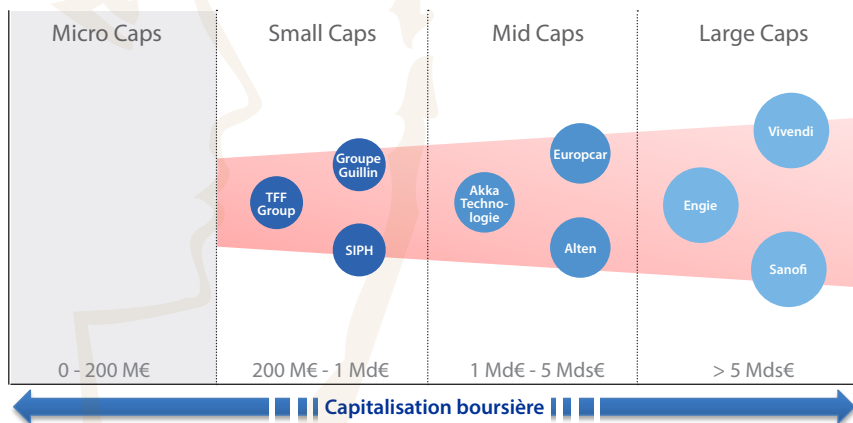 Micro Caps
Small Caps
Mid Caps
Large Caps
Vivendi
Europcar
Groupe
Guillin
TFF
Group
Akka
Techno-
logie
Engie
SIPH
Alten
Sanofi
0 - 200 M€
200 M€ - 1 Md€
1 Md€ - 5 Mds€
> 5 Mds€
Capitalisation boursière